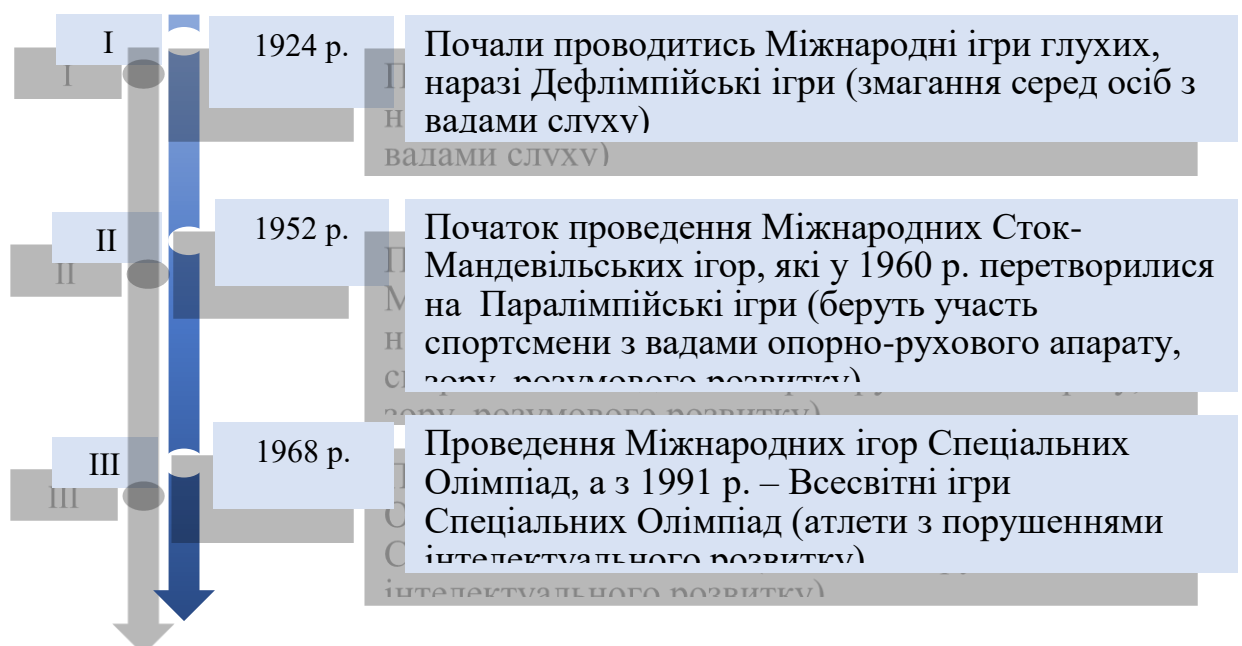 I
1924 р.
Почали проводитись Міжнародні ігри глухих,
наразі Дефлімпійські ігри (змагання серед осіб з
вадами слуху)
II
1952 р.
Початок проведення Міжнародних Сток-
Мандевільських ігор, які у 1960 р. перетворилися
на Паралімпійські ігри (беруть участь
спортсмени з вадами опорно-рухового апарату,
зору, розумового розвитку)
III
1968 р.
Проведення Міжнародних ігор Спеціальних
Олімпіад, а з 1991 р. – Всесвітні ігри
Спеціальних Олімпіад (атлети з порушеннями
інтелектуального розвитку)